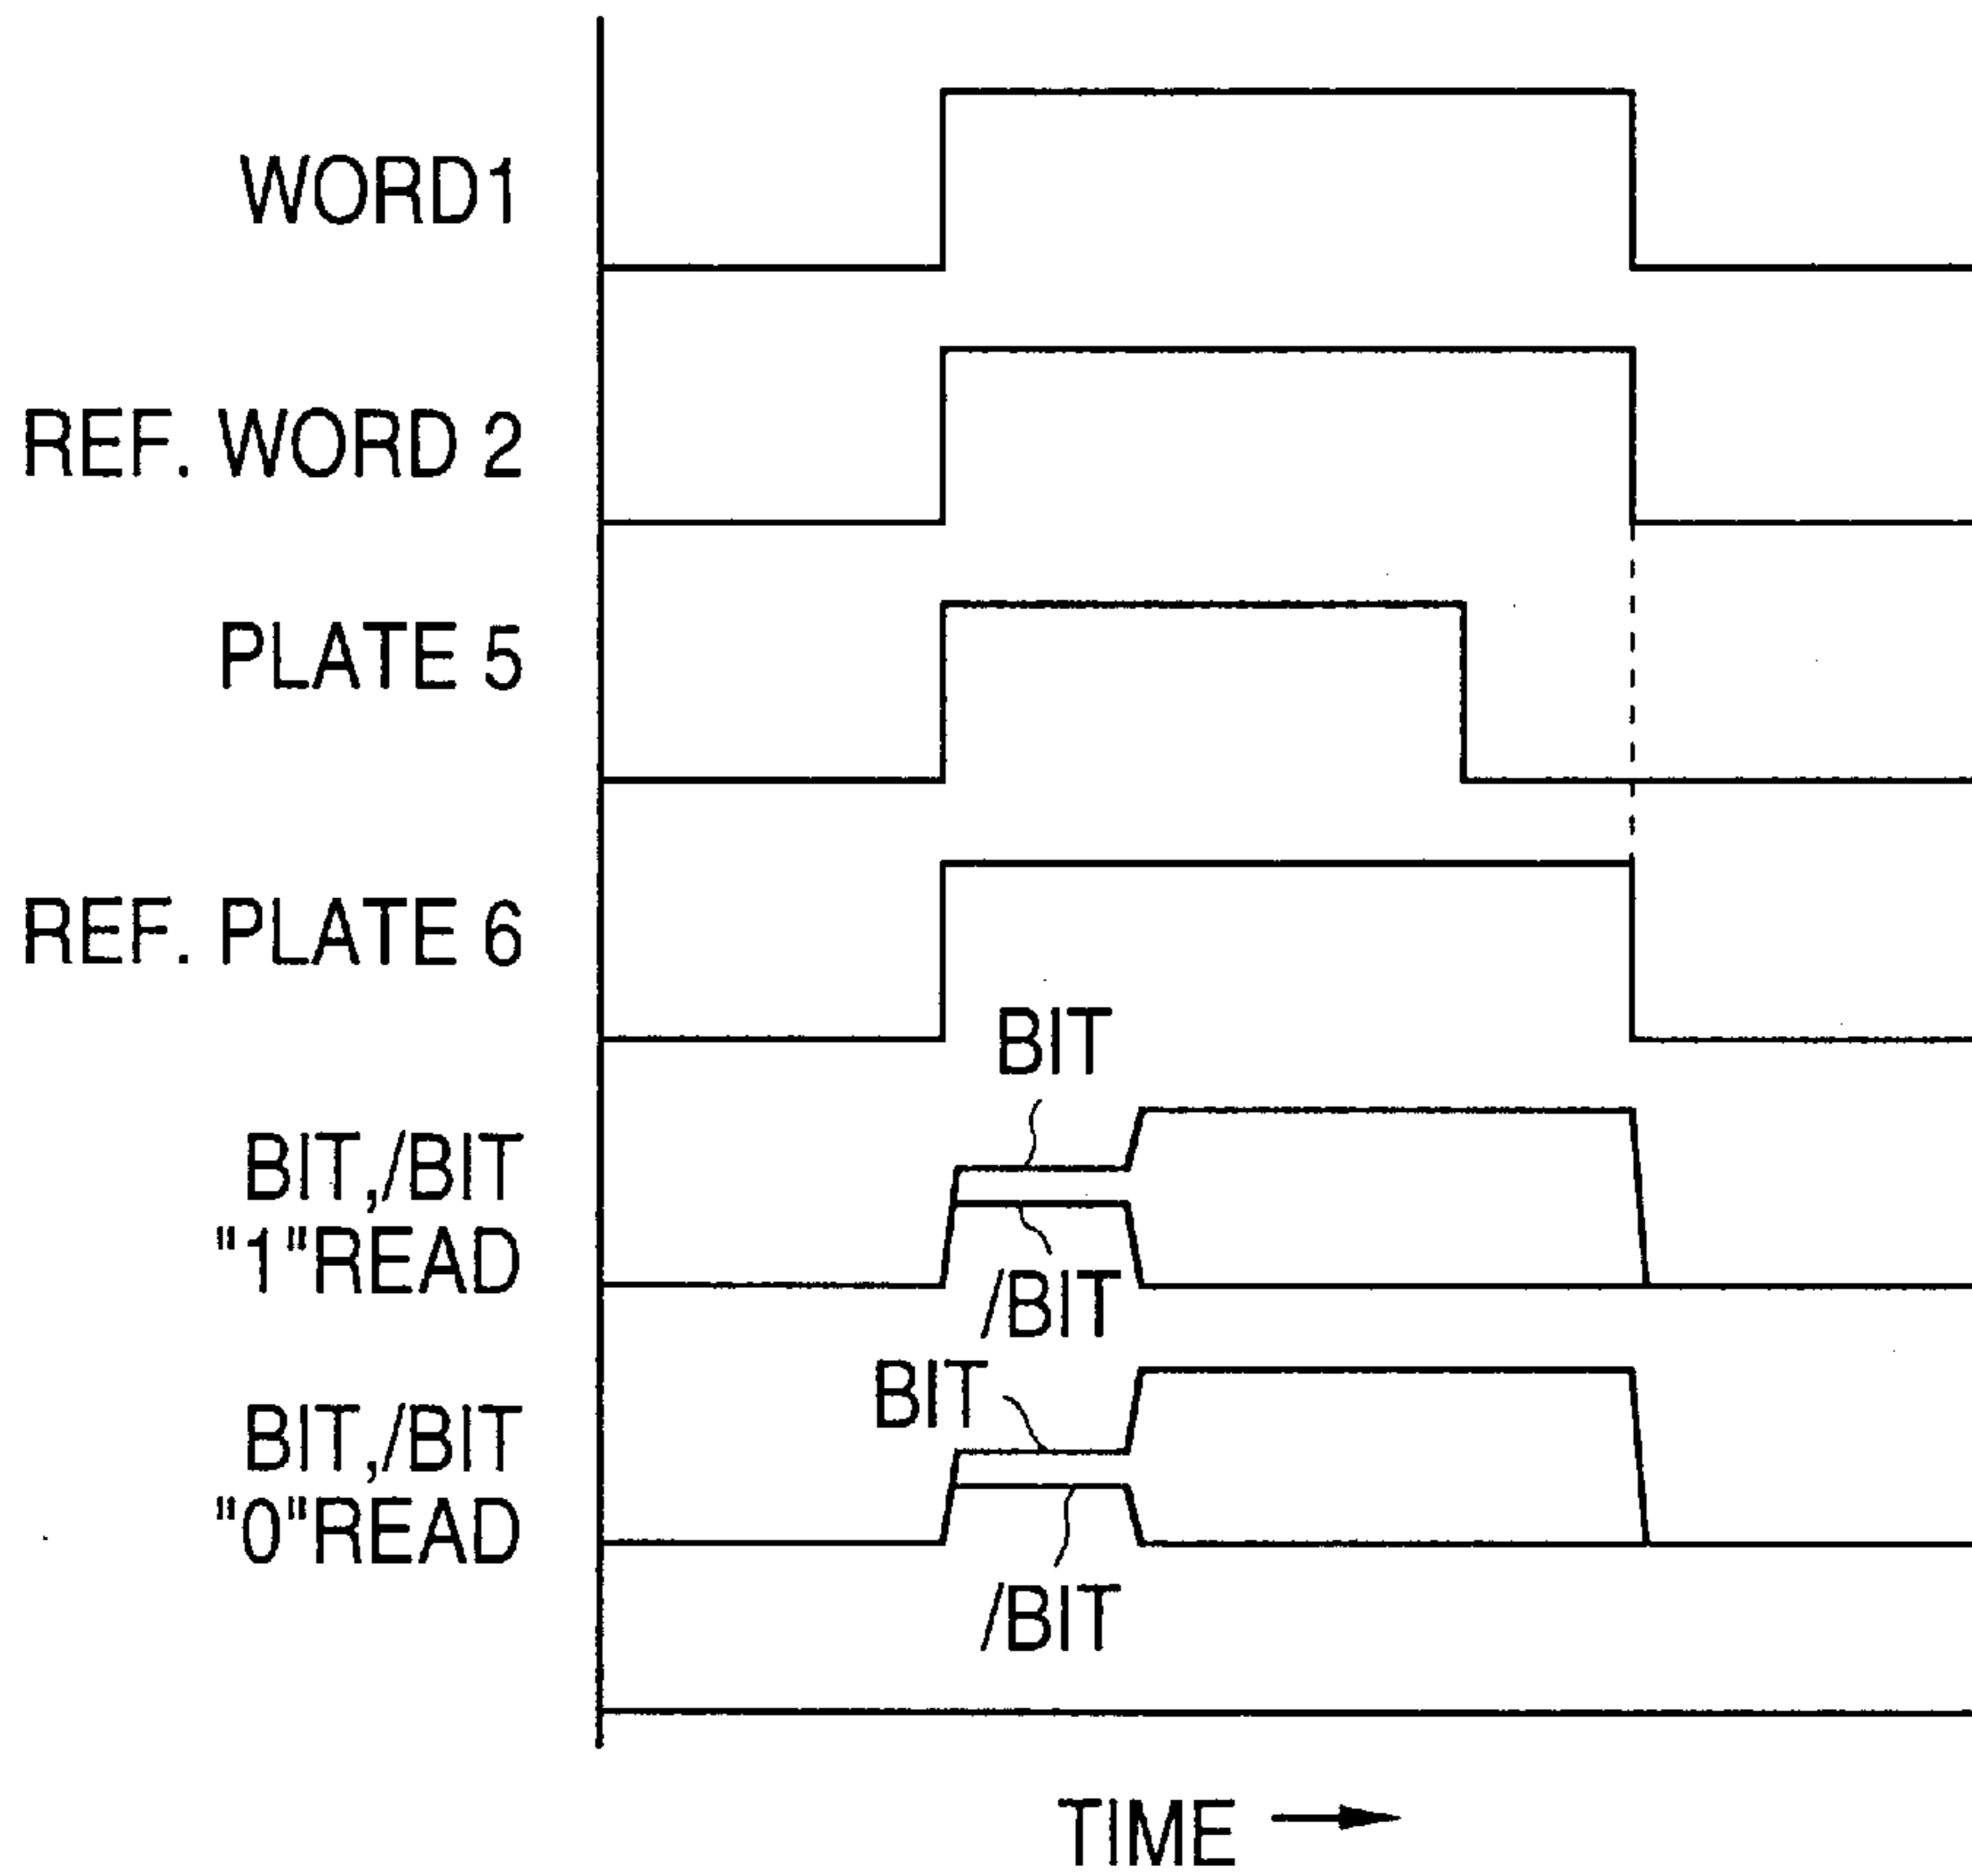 WORD1
REF. WORD 2
PLATE 5
REF. PLATE 6
BIT
BIT,/BIT
"1"READ
/BIT
BIT
BIT,/BIT
"0"READ
/BIT
TIME